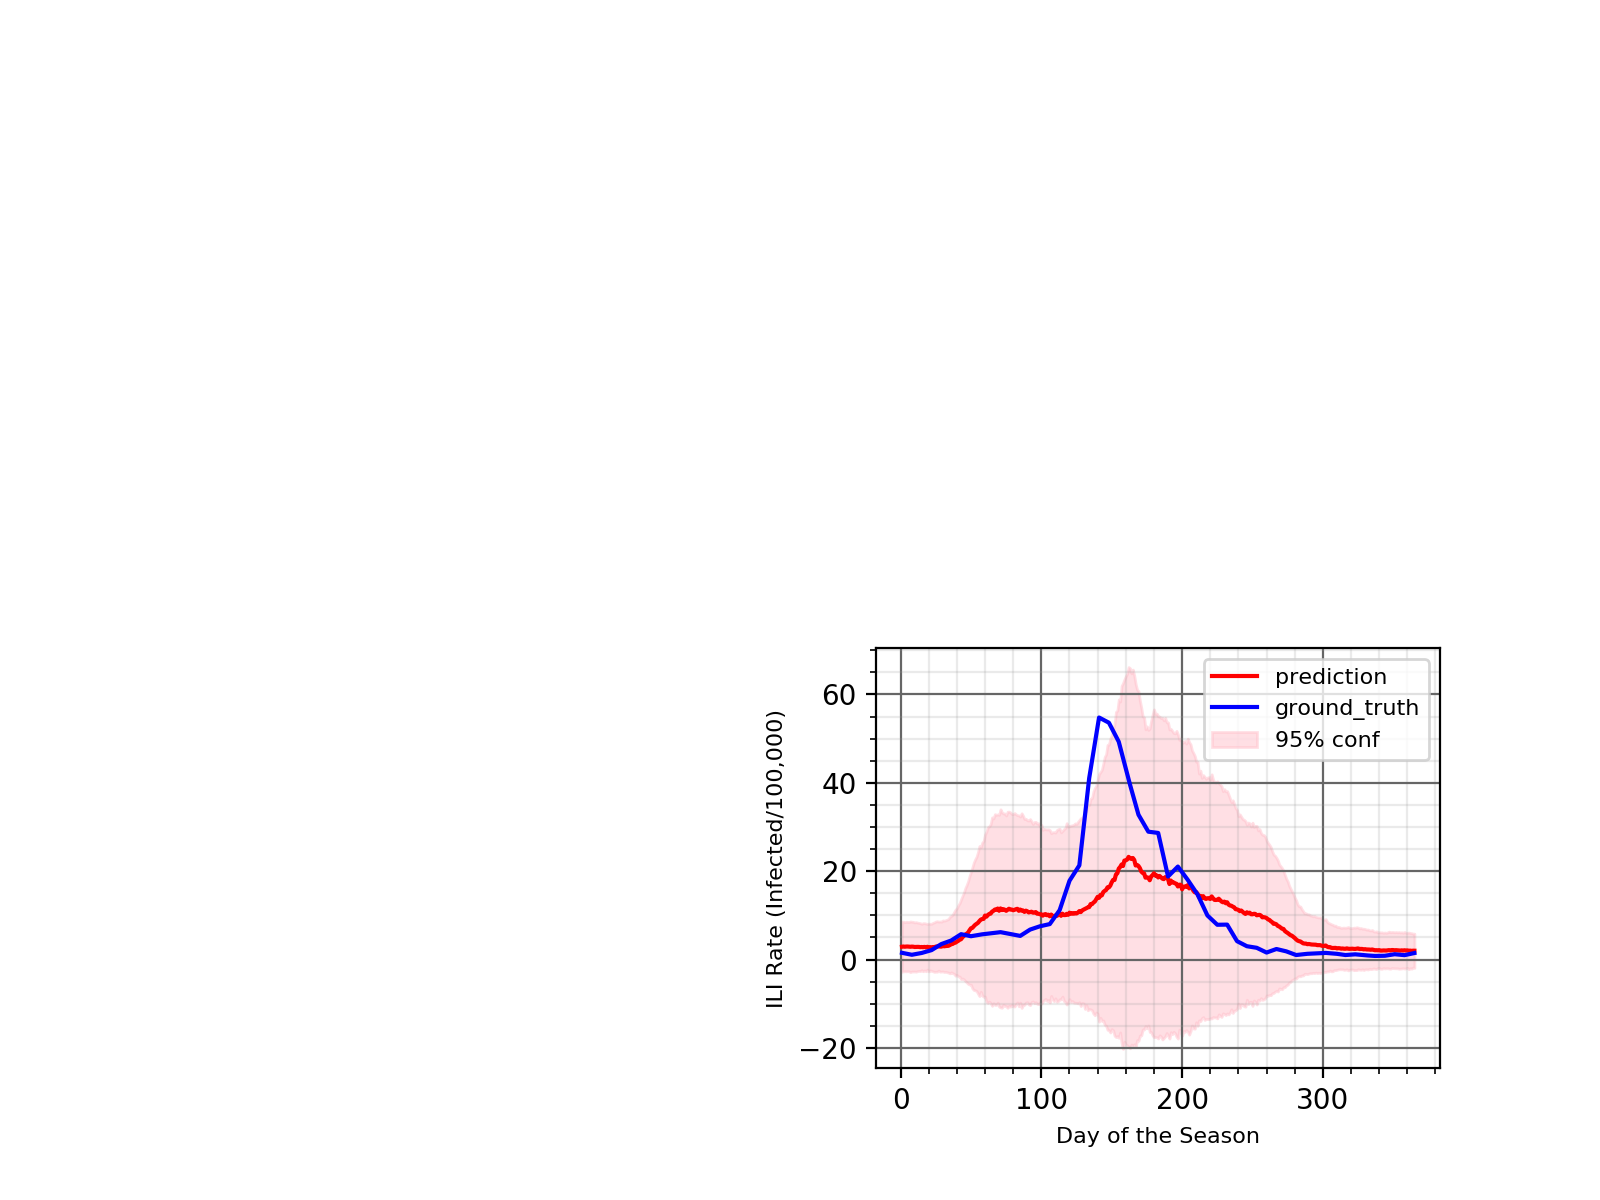 prediction
ground_truth
95% conf
ILI Rate (Infected/100,000)
60
40
20
0
−20
0 100 200 300
Day of the Season